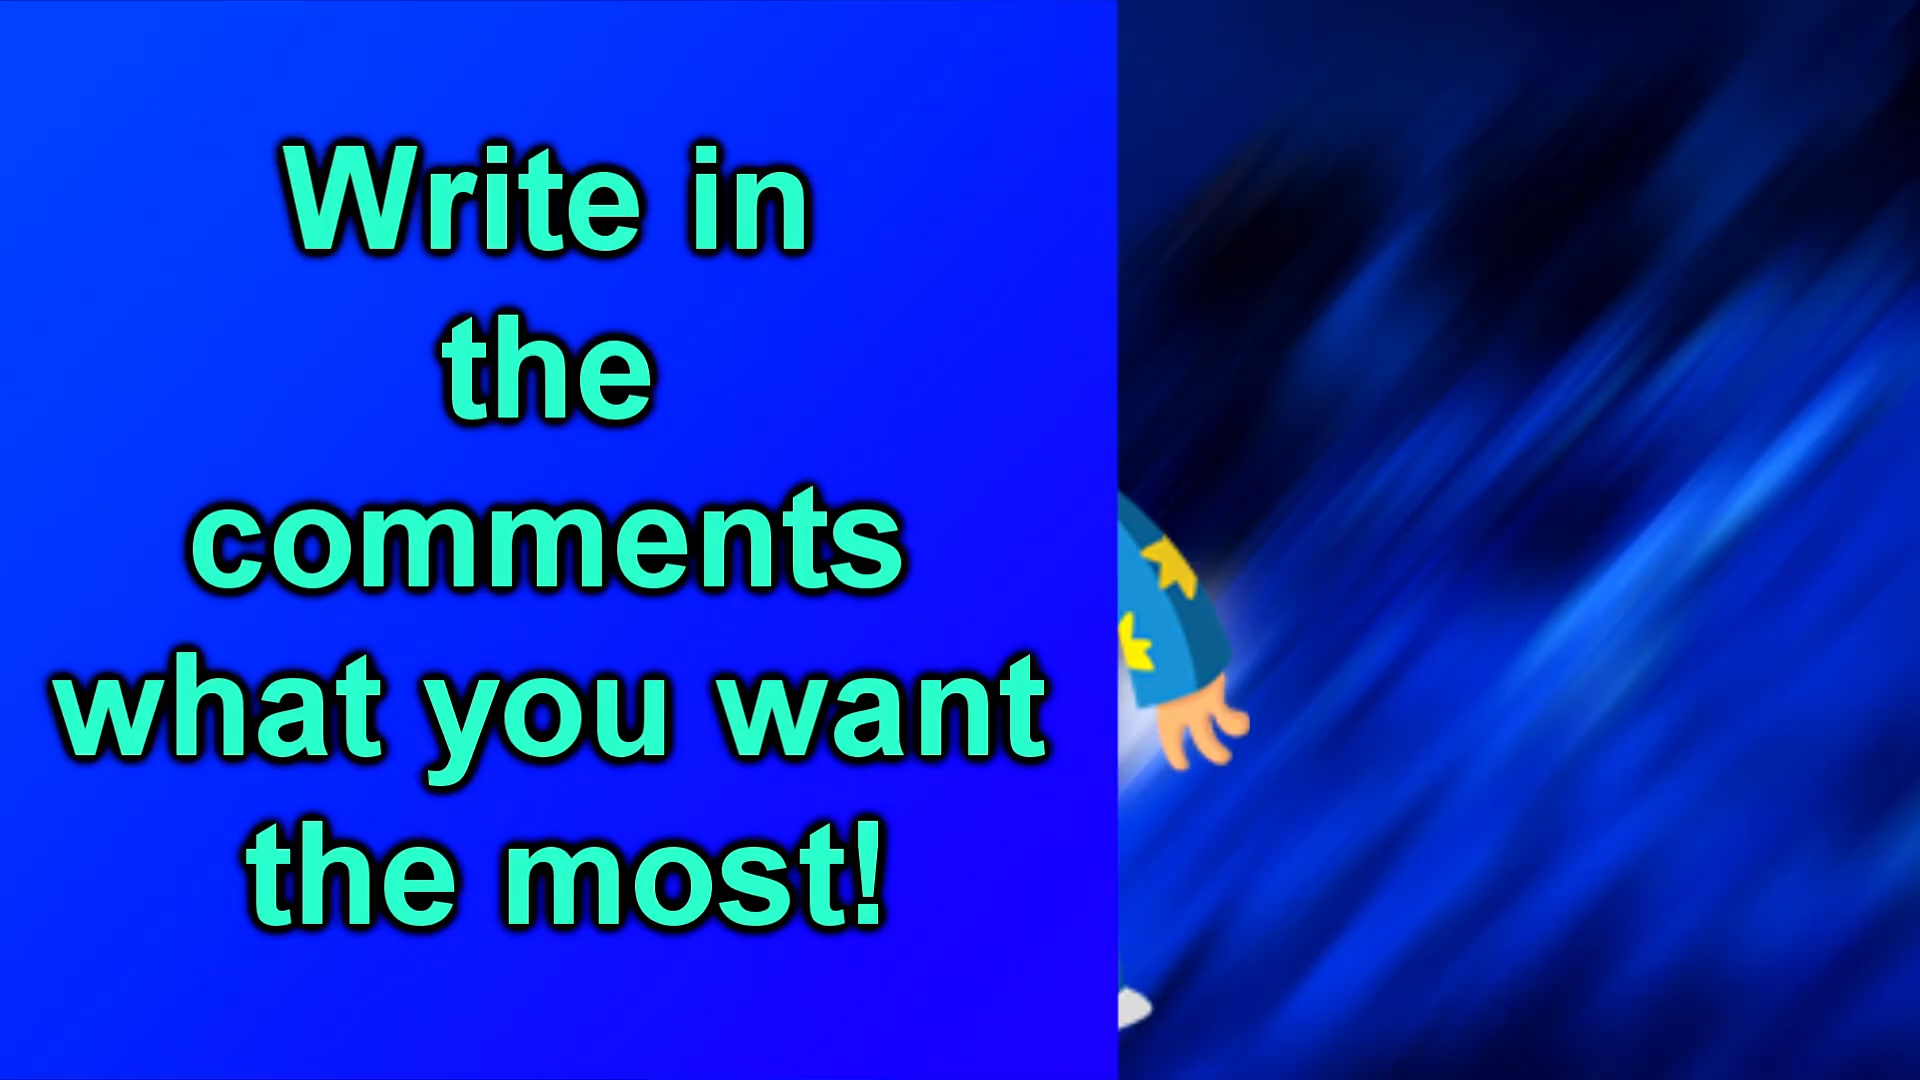 Write in
the
comments
what you want
the most!